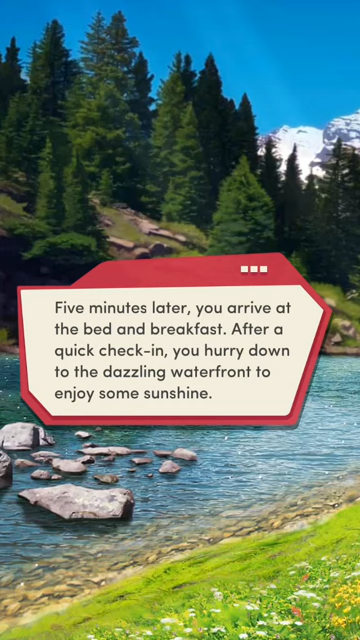 Five minutes later, you arrive at
the bed and breakfast. After a
quick check-in, you hurry down
to the dazzling waterfront to
enjoy some sunshine.